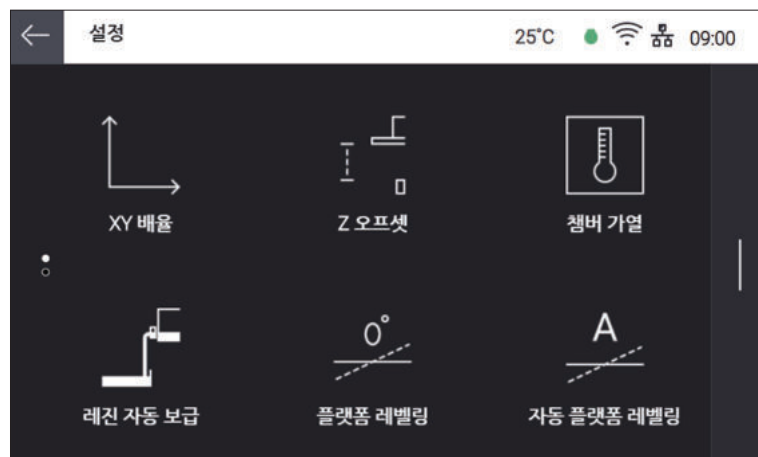 설정
25°C 09:00
XY 배율
Z 오프셋
챔버 가열
0°
A
레진 자동 보급
플랫폼 레벨링
자동 플랫폼 레벨링